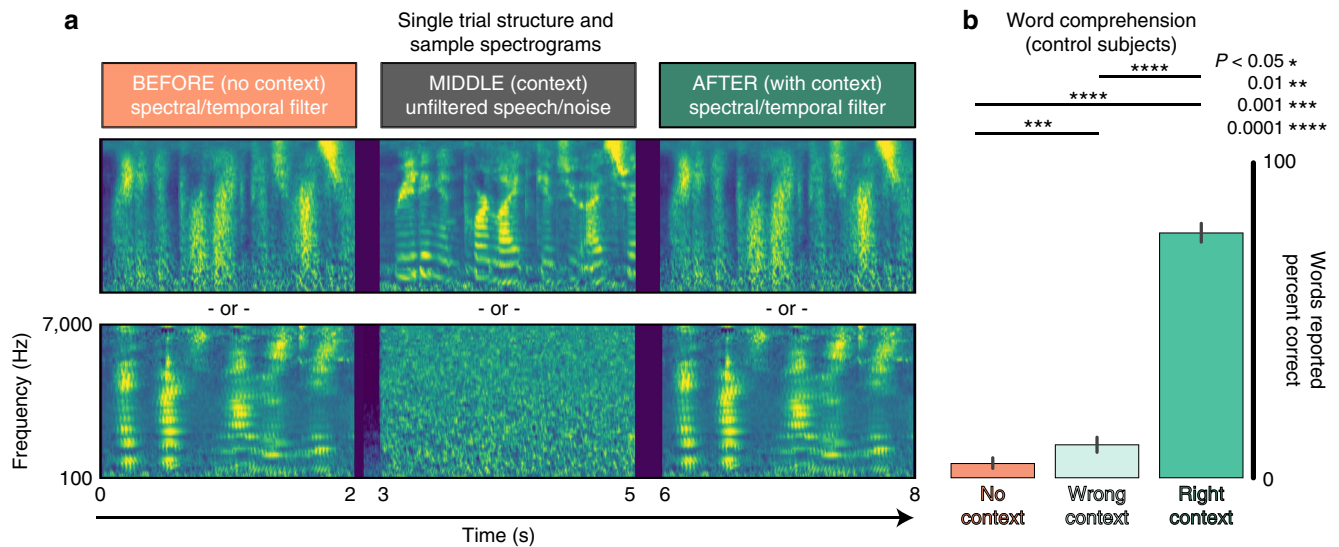 a
Single trial structure and
sample spectrograms
BEFORE (no context)
spectral/temporal filter
MIDDLE (context)
unfiltered speech/noise
AFTER (with context)
spectral/temporal filter
- or -
- or -
- or -
7,000
Frequency (Hz)
100
0
2
3
5
6
8
Time (s)
b
Word comprehension
(control subjects)
P < 0.05 *
0.01 **
0.001 ***
0.0001 ****
****
****
***
100
Words reported
percent correct
0
No
context
Wrong
context
Right
context